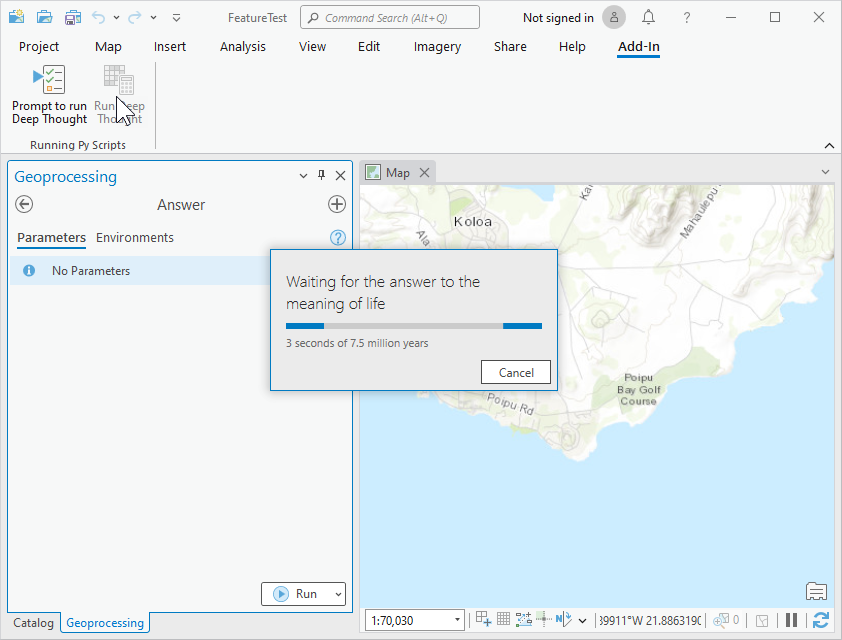 FeatureTest
Command Search (Alt+Q)
Not signed in
?
Project Map Insert Analysis View Edit Imagery Share Help Add-In
Prompt to run
Deep Thought
Run Deep
Thought
Running Py Scripts
Geoprocessing
Answer
Parameters Environments
?
No Parameters
Map
Koloa
Ala
Mahaulepu
Waiting for the answer to the
meaning of life
3 seconds of 7.5 million years
Cancel
Poipu
Bay Golf
Course
Poipu Rd
Run
Catalog Geoprocessing
1:70,030
N
39911°W 21.886319(
0